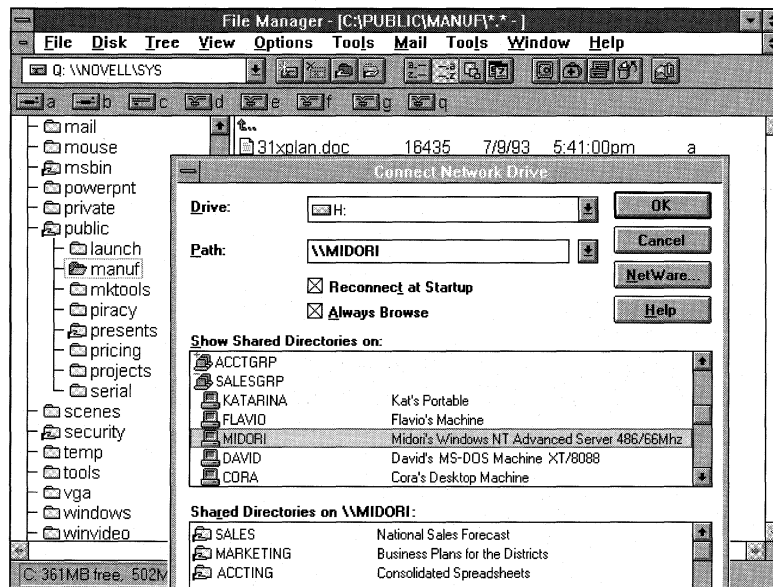 File Manager - [C:\PUBLIC\MANUF\*.* - ]
File Disk Tree View Options Tools Mail Tools Window Help
Q: \\NOVELL\SYS
a b c d e f g q
mail
mouse
31xplan.doc 16435 7/9/93 5:41:00pm a
msbin
powerpnt
private
public
launch
manuf
mktools
piracy
presents
pricing
projects
serial
scenes
security
temp
tools
vga
windows
winvideo
C: 361MB free, 502M
Connect Network Drive
Drive: H: OK
Path: \\MIDORI Cancel
NetWare...
Reconnect at Startup
Always Browse Help
Show Shared Directories on:
ACCTGRP
SALESGRP
KATARINA Kat's Portable
FLAVIO Flavio's Machine
MIDORI Midori's Windows NT Advanced Server 486/66Mhz
DAVID David's MS-DOS Machine XT/8088
CORA Cora's Desktop Machine
Shared Directories on \\MIDORI:
SALES National Sales Forecast
MARKETING Business Plans for the Districts
ACCTING Consolidated Spreadsheets